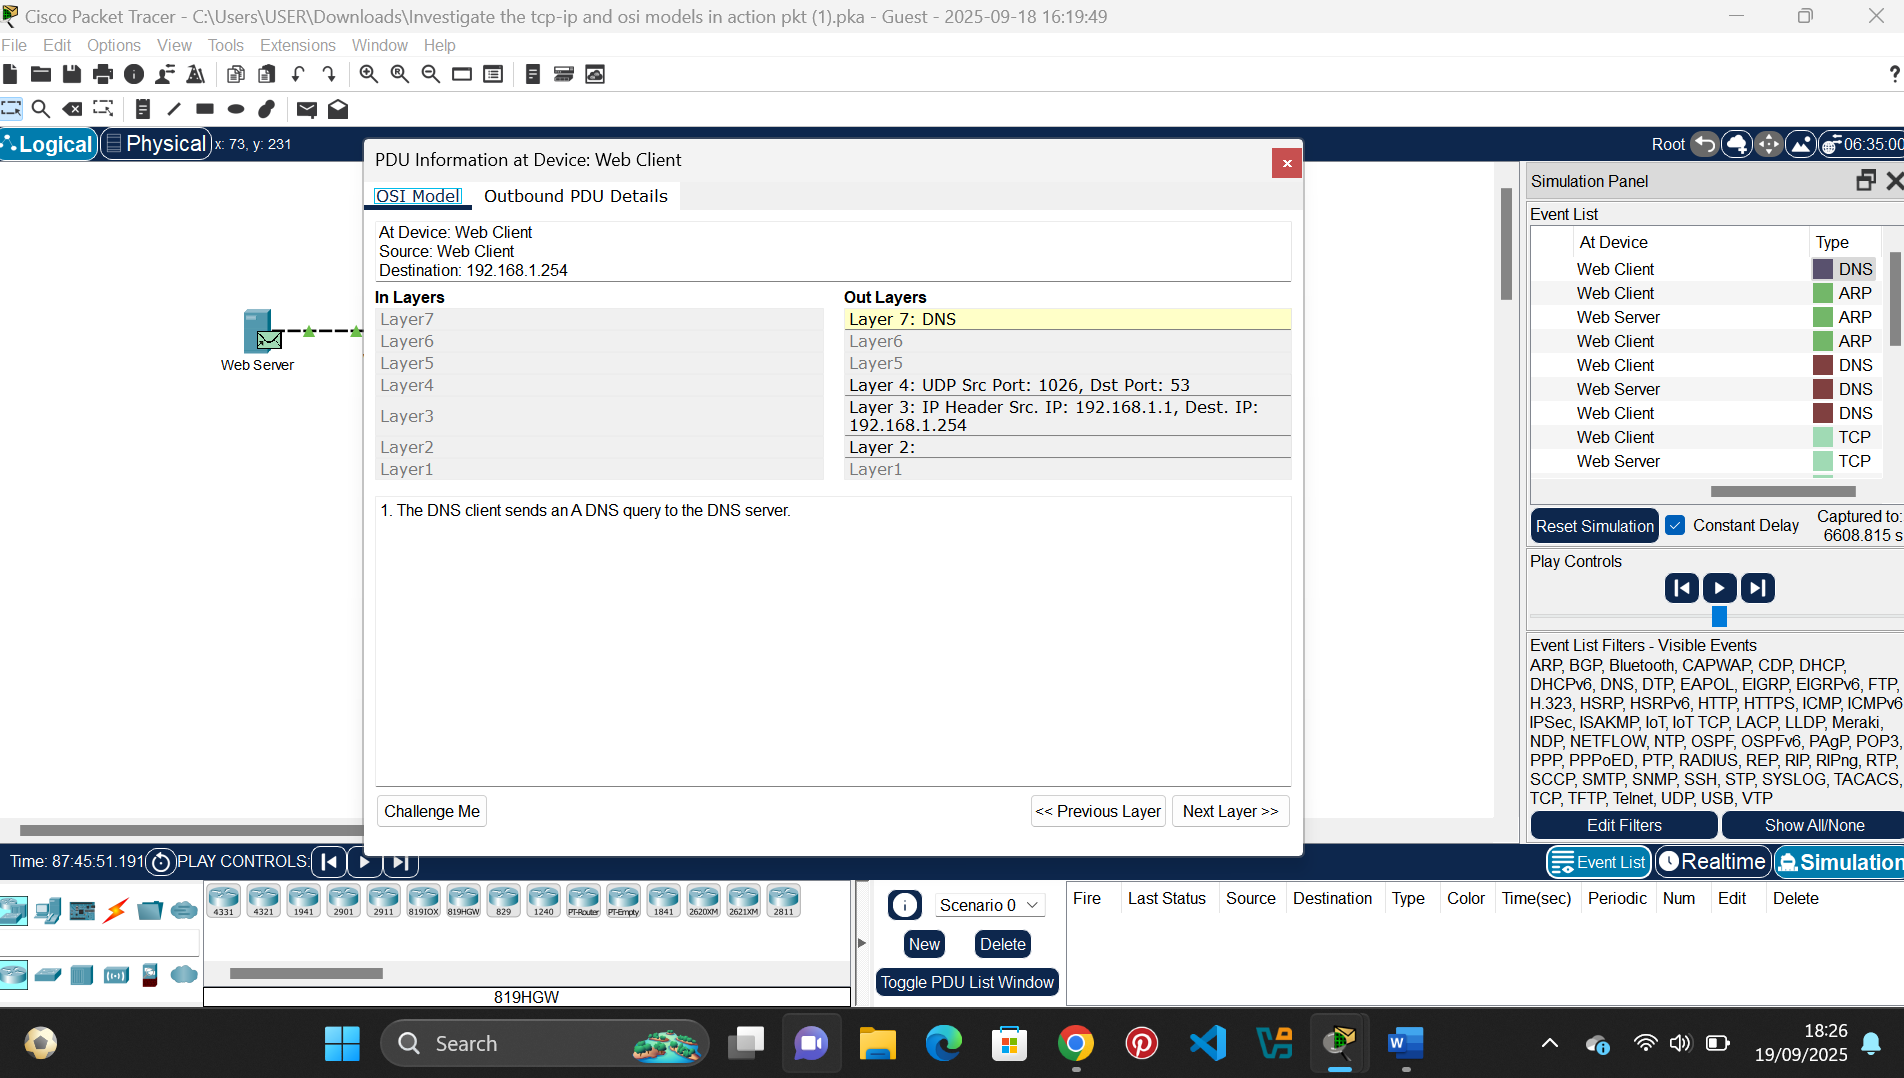 Cisco Packet Tracer - C:\Users\USER\Downloads\Investigate the tcp-ip and osi models in action pkt (1).pka - Guest - 2025-09-18 16:19:49
File Edit Options View Tools Extensions Window Help
?
Logical Physical x: 73, y: 231
Root 06:35:00
PDU Information at Device: Web Client
OSI Model Outbound PDU Details
At Device: Web Client
Source: Web Client
Destination: 192.168.1.254
In Layers
Layer7
Layer6
Layer5
Layer4
Layer3
Layer2
Layer1
Out Layers
Layer 7: DNS
Layer6
Layer5
Layer 4: UDP Src Port: 1026, Dst Port: 53
Layer 3: IP Header Src. IP: 192.168.1.1, Dest. IP:
192.168.1.254
Layer 2:
Layer1
1. The DNS client sends an A DNS query to the DNS server.
Challenge Me << Previous Layer Next Layer >>
Web Server
Simulation Panel
Event List
At Device Type
Web Client DNS
Web Client ARP
Web Server ARP
Web Client ARP
Web Client DNS
Web Server DNS
Web Client DNS
Web Client TCP
Web Server TCP
Reset Simulation Constant Delay Captured to:
6608.815 s
Play Controls
Event List Filters - Visible Events
ARP, BGP, Bluetooth, CAPWAP, CDP, DHCP,
DHCPv6, DNS, DTP, EAPOL, EIGRP, EIGRPv6, FTP,
H.323, HSRP, HSRPv6, HTTP, HTTPS, ICMP, ICMPv6
IPSec, ISAKMP, IoT, IoT TCP, LACP, LLDP, Meraki,
NDP, NETFLOW, NTP, OSPF, OSPFv6, PAgP, POP3,
PPP, PPPoED, PTP, RADIUS, REP, RIP, RIPng, RTP,
SCCP, SMTP, SNMP, SSH, STP, SYSLOG, TACACS,
TCP, TFTP, Telnet, UDP, USB, VTP
Edit Filters Show All/None
Time: 87:45:51.191 PLAY CONTROLS:
Event List Realtime Simulation
4331 4321 1941 2901 2911 819IOX 819HGW 829 1240 PT-Router PT-Empty 1841 2620XM 2621XM 2811
819HGW
Scenario 0
New Delete
Toggle PDU List Window
Fire Last Status Source Destination Type Color Time(sec) Periodic Num Edit Delete
Search
18:26
19/09/2025